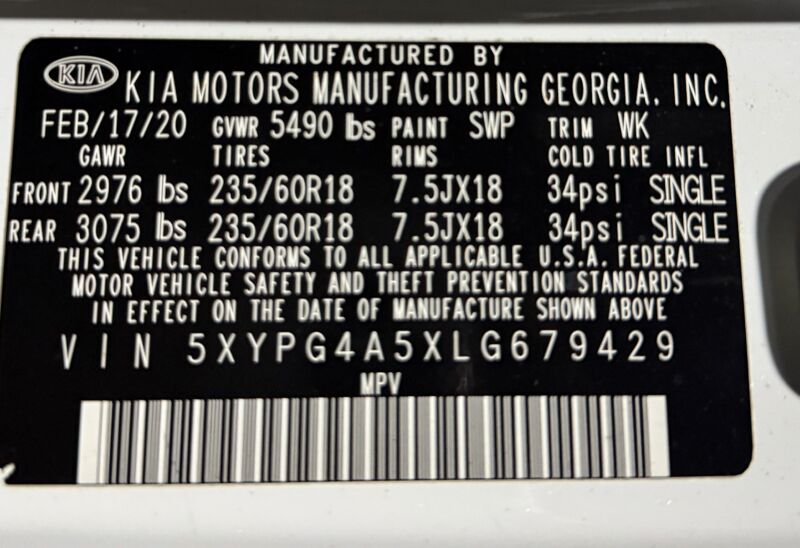 MANUFACTURED BY
KIA KIA MOTORS MANUFACTURING GEORGIA, INC.
FEB/17/20 GVWR 5490 lbs PAINT SWP TRIM WK
GAWR TIRES RIMS COLD TIRE INFL
FRONT 2976 lbs 235/60R18 7.5JX18 34psi SINGLE
REAR 3075 lbs 235/60R18 7.5JX18 34psi SINGLE
THIS VEHICLE CONFORMS TO ALL APPLICABLE U.S.A. FEDERAL
MOTOR VEHICLE SAFETY AND THEFT PREVENTION STANDARDS
IN EFFECT ON THE DATE OF MANUFACTURE SHOWN ABOVE
VIN 5XYPG4A5XLG679429
MPV